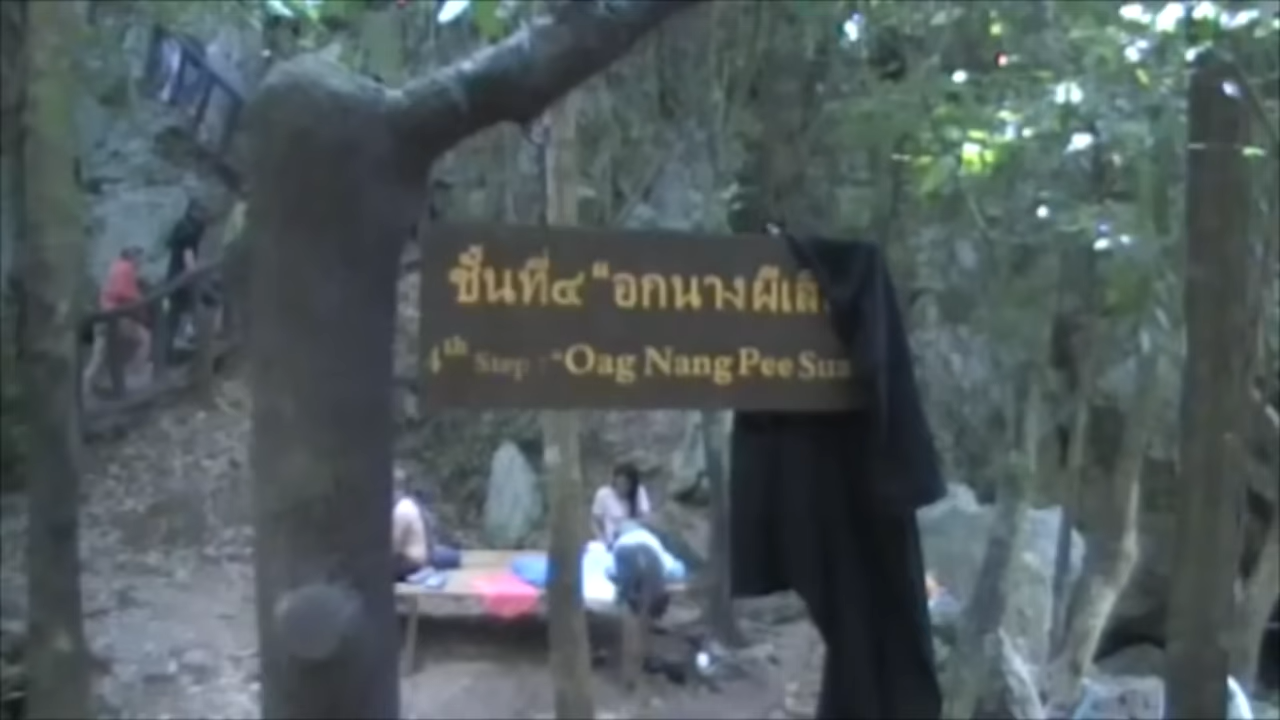 ชั้นที่๔ "อกนางผีเสื
4th Step : "Oag Nang Pee Sua